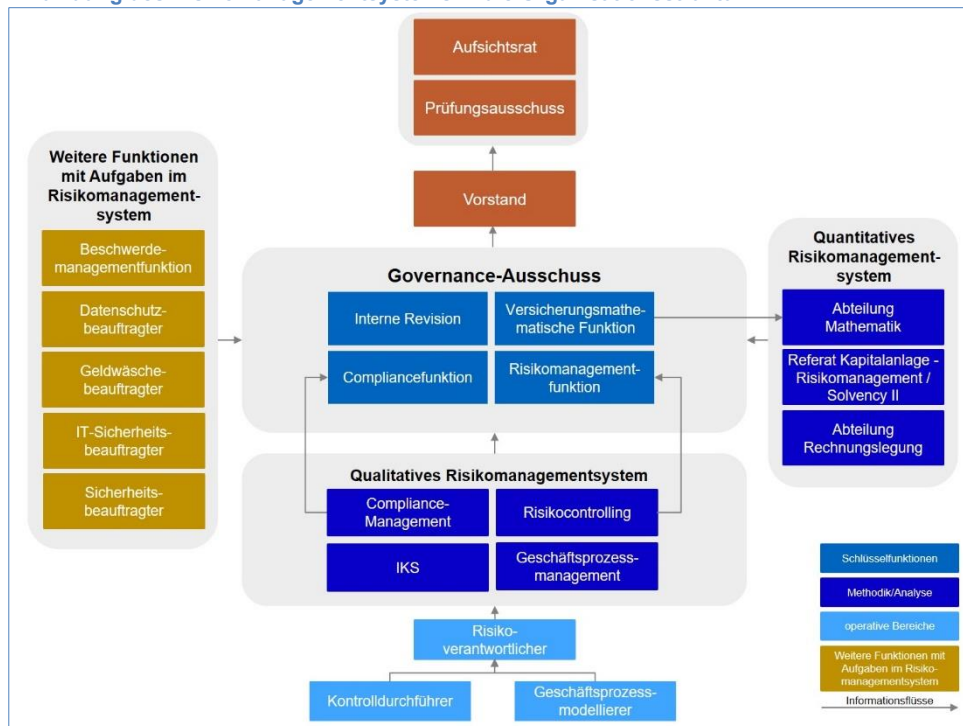 Aufsichtsrat
Prüfungsausschuss
Vorstand
Weitere Funktionen
mit Aufgaben im
Risikomanagement-
system
Beschwerde-
managementfunktion
Datenschutz-
beauftragter
Geldwäsche-
beauftragter
IT-Sicherheits-
beauftragter
Sicherheits-
beauftragter
Governance-Ausschuss
Interne Revision
Versicherungsmathe-
matische Funktion
Compliancefunktion
Risikomanagement-
funktion
Quantitatives
Risikomanagement-
system
Abteilung
Mathematik
Referat Kapitalanlage -
Risikomanagement /
Solvency II
Abteilung
Rechnungslegung
Qualitatives Risikomanagementsystem
Compliance-
Management
Risikocontrolling
IKS
Geschäftsprozess-
management
Risiko-
verantwortlicher
Kontrolldurchführer
Geschäftsprozess-
modellierer
Schlüsselfunktionen
Methodik/Analyse
operative Bereiche
Weitere Funktionen mit
Aufgaben im Risiko-
managementsystem
Informationsflüsse